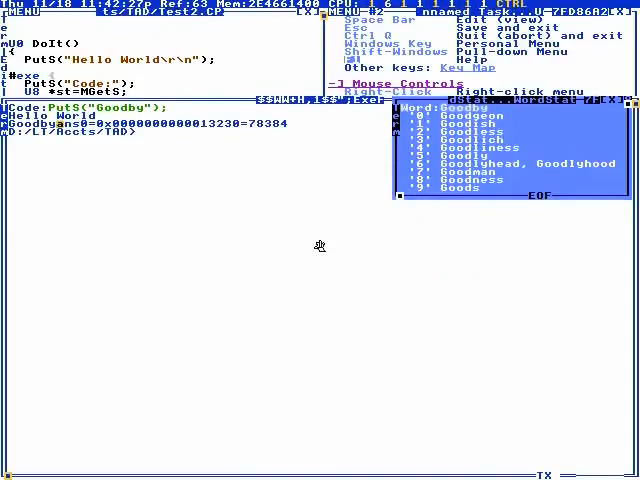 Thu 11/18 11:42:27p Ref:63 Mem:2E4661400 CPU: 1 6 1 1 1 1 1 CTRL
MENU ts/TAD/Test2.CP [X]
U0 DoIt()
{
PutS("Hello World\r\n");
#exe {
PutS("Code:");
U8 *st=MGetS;
MENU #2 nnamed Task...U 7FD86A2 [X]
Space Bar Edit (view)
Esc Save and exit
Ctrl Q Quit (abort) and exit
Windows Key Personal Menu
Shift-Windows Pull-down Menu
Help
Other keys: Key Map
-] Mouse Controls
Right-Click Right-click menu
Code:PutS("Goodby");
Hello World
Goodbyans0=0x0000000000013230=78384
D:/LT/Accts/TAD>
dStat...WordStat 7F [X]
Word:Goodby
'0' Goodgeon
'1' Goodish
'2' Goodless
'3' Goodlich
'4' Goodliness
'5' Goodly
'6' Goodlyhead, Goodlyhood
'7' Goodman
'8' Goodness
'9' Goods
EOF
TX